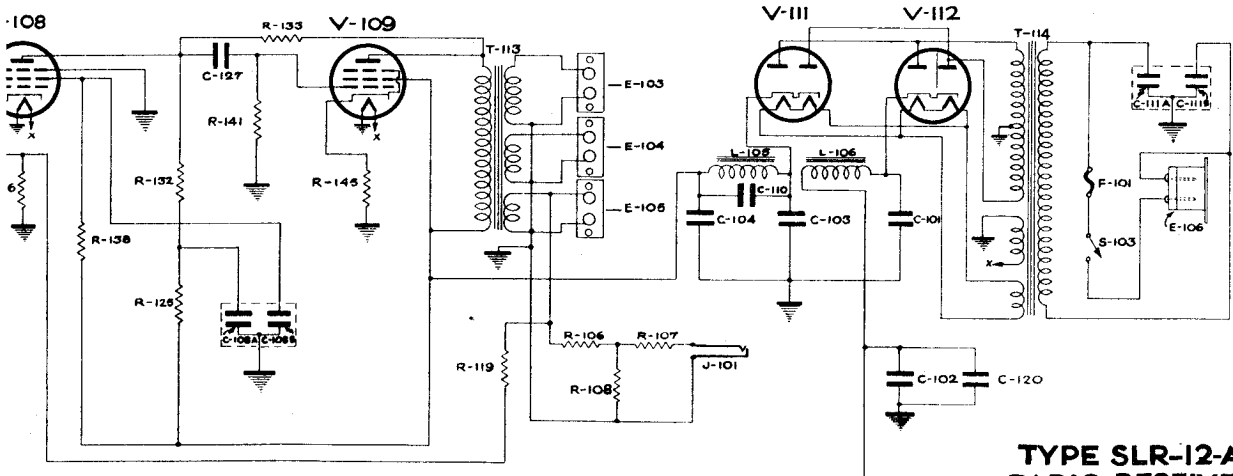 -108
R-133
V-109
T-113
C-127
X
R-141
X
6
R-132
R-145
R-138
R-125
C-108A
C-108B
E-103
E-104
E-105
R-119
R-106
R-107
R-108
J-101
V-111
V-112
T-114
C-111A
C-111B
L-105
L-106
C-110
C-104
C-103
C-101
F-101
S-103
E-106
X
C-102
C-120
TYPE SLR-12-A